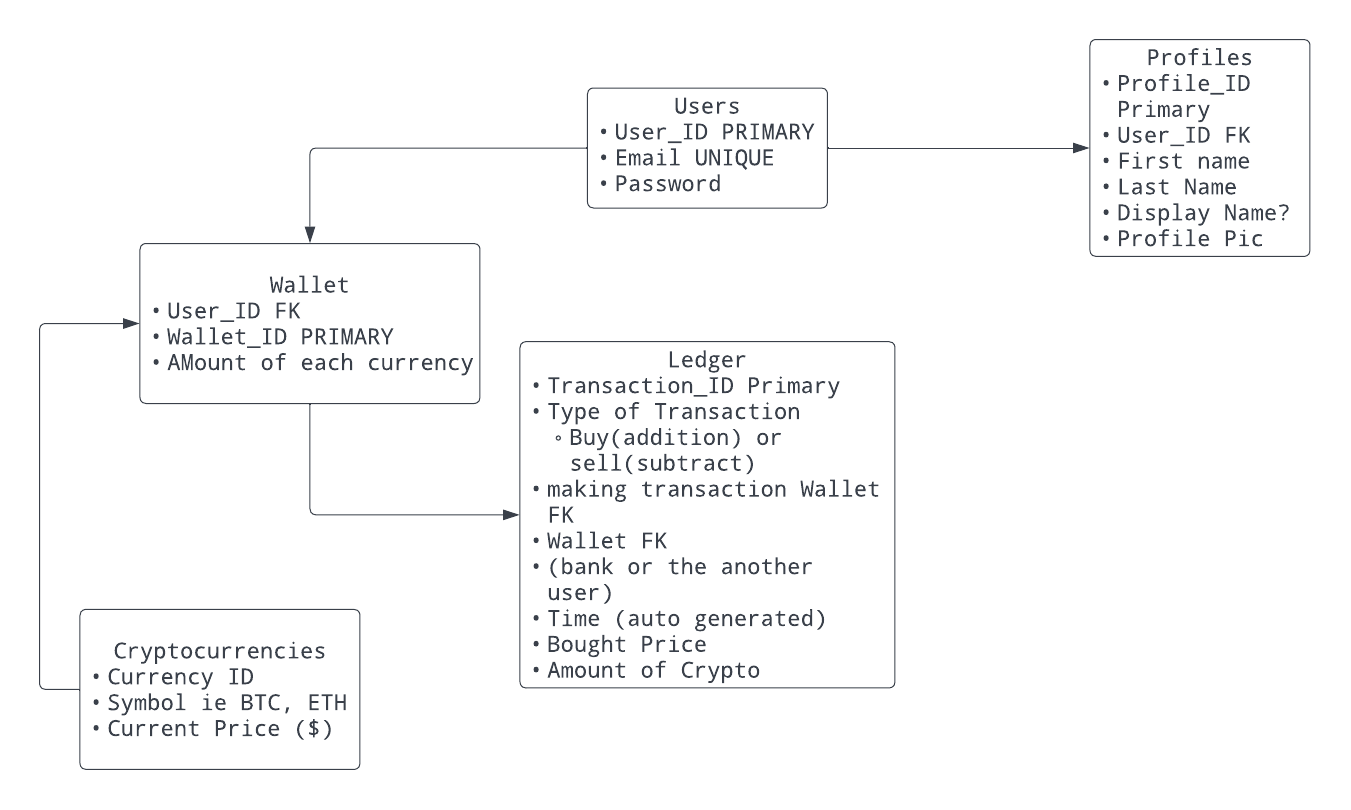 Profiles
• Profile_ID
Primary
• User_ID FK
• First name
• Last Name
• Display Name?
• Profile Pic
Users
• User_ID PRIMARY
• Email UNIQUE
• Password
Wallet
• User_ID FK
• Wallet_ID PRIMARY
• AMount of each currency
Ledger
• Transaction_ID Primary
• Type of Transaction
◦ Buy(addition) or
sell(subtract)
• making transaction Wallet
FK
• Wallet FK
• (bank or the another
user)
• Time (auto generated)
• Bought Price
• Amount of Crypto
Cryptocurrencies
• Currency ID
• Symbol ie BTC, ETH
• Current Price ($)